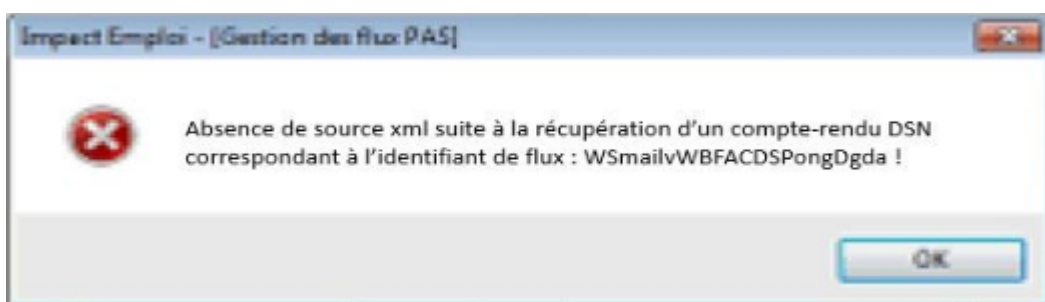 Impact Emploi - [Gestion des flux PAS]
Absence de source xml suite à la récupération d’un compte-rendu DSN
correspondant à l’identifiant de flux : WSmailvWBFACDSPongDgda !
OK